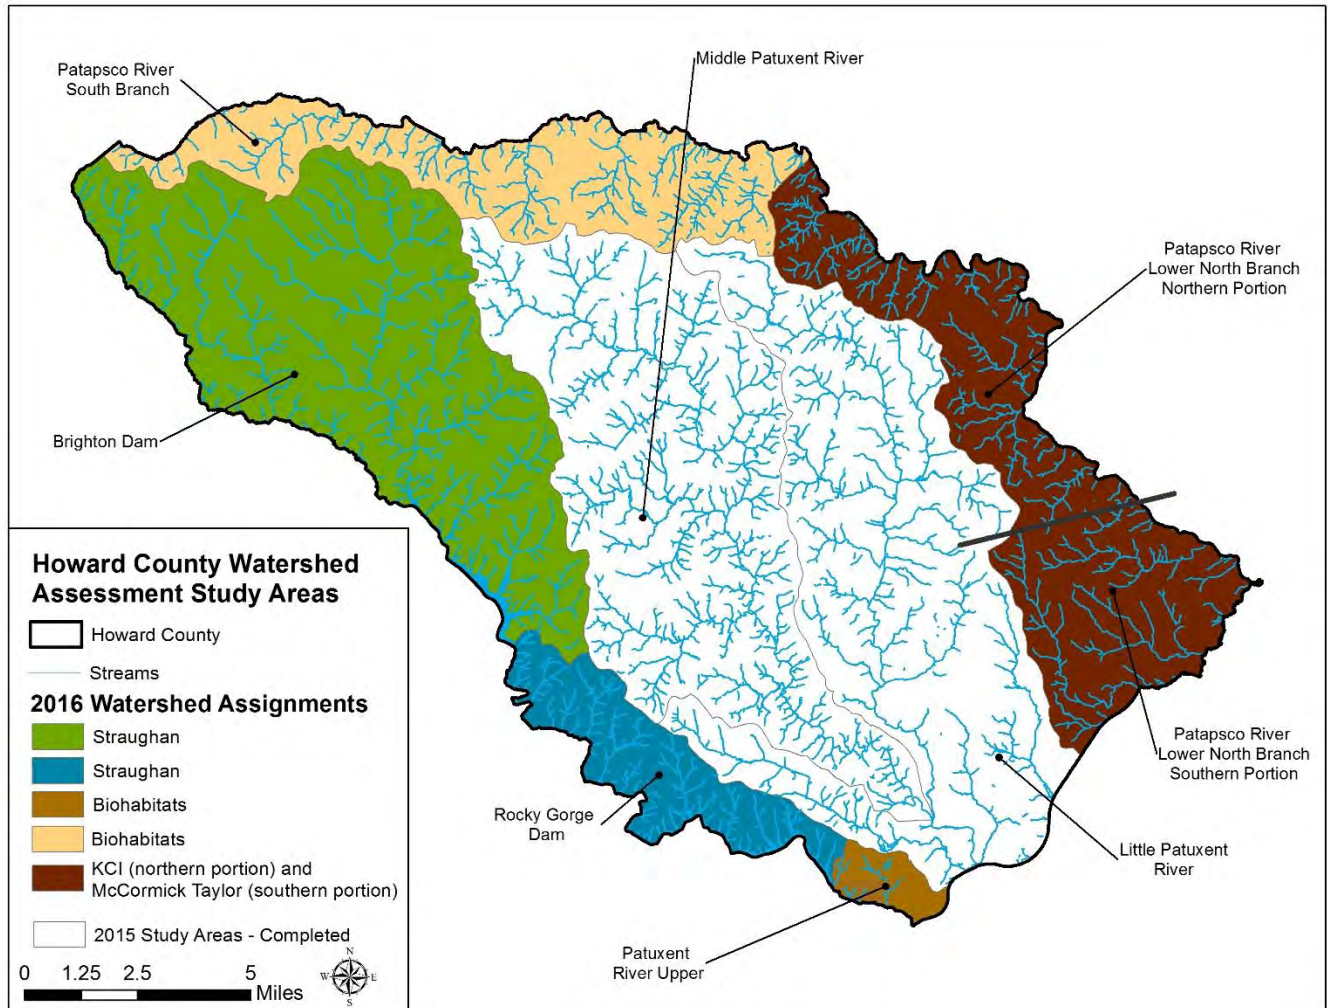 Patapsco River
South Branch
Middle Patuxent River
Patapsco River
Lower North Branch
Northern Portion
Brighton Dam
Howard County Watershed
Assessment Study Areas
Howard County
Streams
2016 Watershed Assignments
Straughan
Straughan
Biohabitats
Biohabitats
KCI (northern portion) and
McCormick Taylor (southern portion)
2015 Study Areas - Completed
0 1.25 2.5 5
Miles
N
W E
S
Rocky Gorge
Dam
Patuxent
River Upper
Patapsco River
Lower North Branch
Southern Portion
Little Patuxent
River